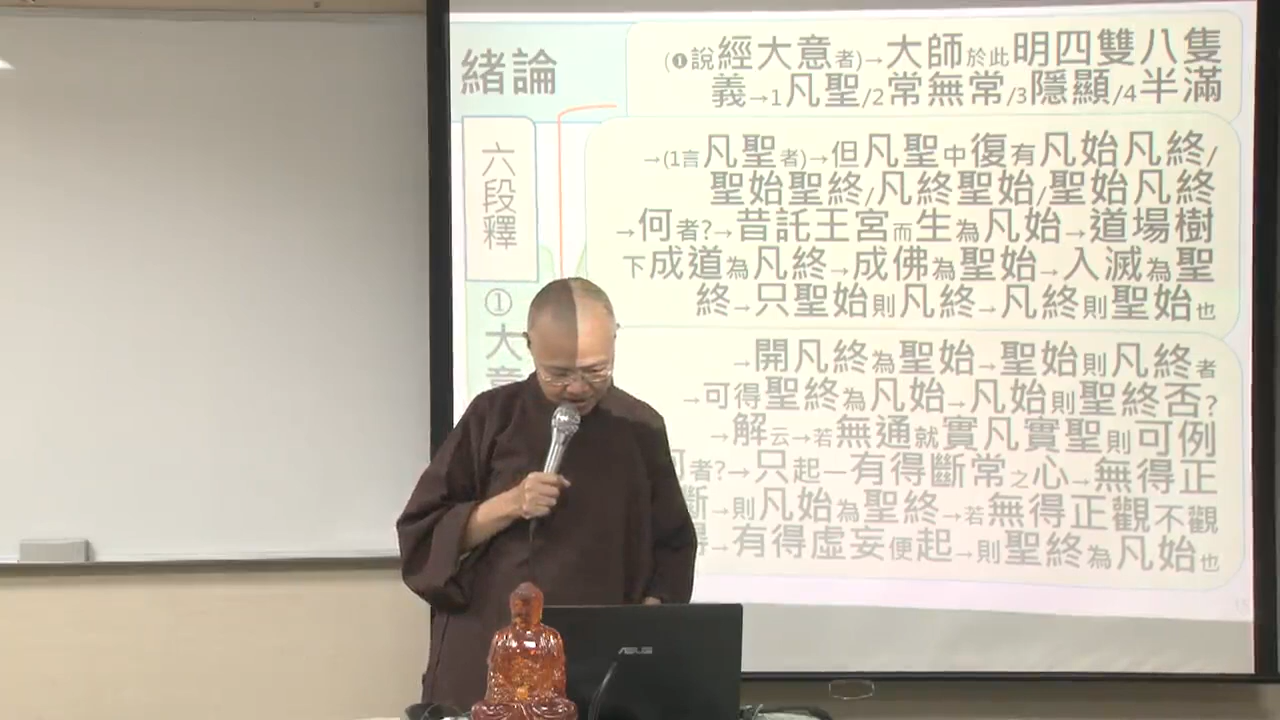 緒論
(❶說經大意者)→大師於此明四雙八隻
義→1凡聖/2常無常/3隱顯/4半滿
六段釋
①大意
→(1言凡聖者)→但凡聖中復有凡始凡終/
聖始聖終/凡終聖始/聖始凡終
→何者?→昔託王宮而生為凡始→道場樹
下成道為凡終→成佛為聖始→入滅為聖
終→只聖始則凡終→凡終則聖始也
→開凡終為聖始→聖始則凡終者
→可得聖終為凡始→凡始則聖終否?
→解云→若無通就實凡實聖則可例
者?→只起一有得斷常之心→無得正
斷→則凡始為聖終→若無得正觀不觀
→有得虛妄便起→則聖終為凡始也
ASUS